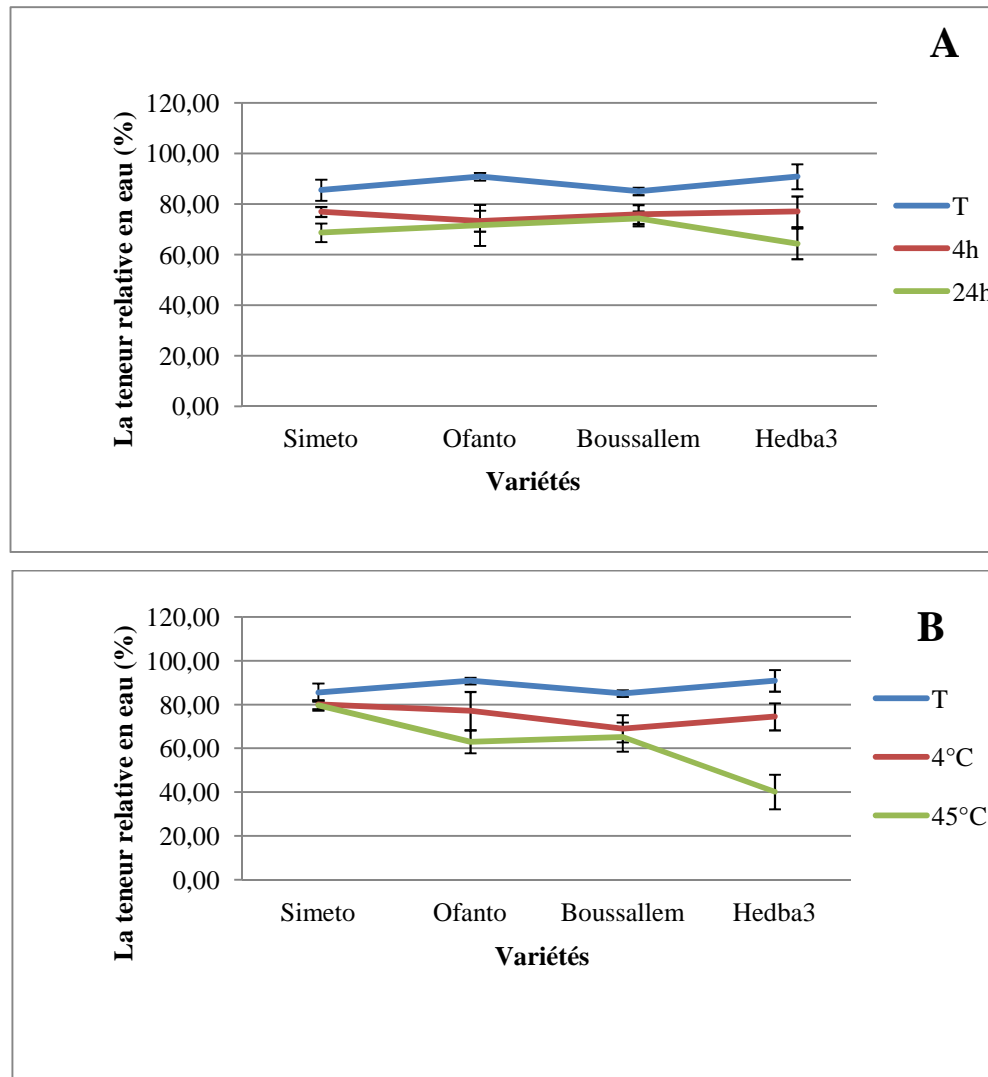 A
La teneur relative en eau (%)
120,00
100,00
80,00
60,00
40,00
20,00
0,00
Simeto Ofanto Boussallem Hedba3
Variétés
T
4h
24h
B
La teneur relative en eau (%)
120,00
100,00
80,00
60,00
40,00
20,00
0,00
Simeto Ofanto Boussallem Hedba3
Variétés
T
4°C
45°C